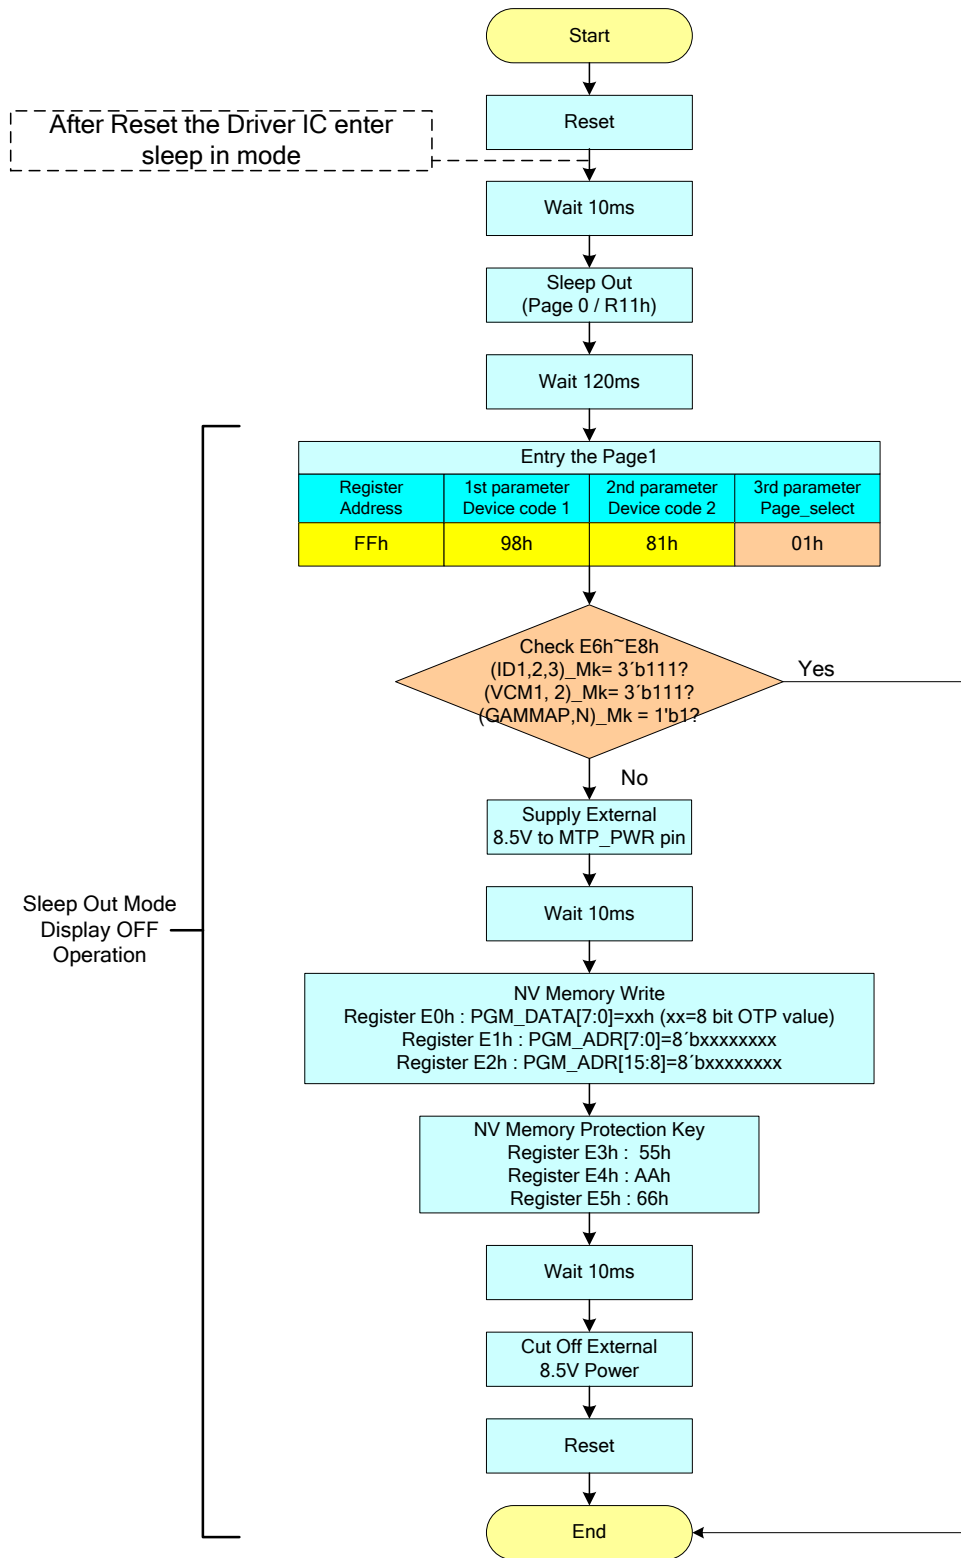 Start
Reset
After Reset the Driver IC enter
sleep in mode
Wait 10ms
Sleep Out
(Page 0 / R11h)
Wait 120ms
Entry the Page1
Register
Address
1st parameter
Device code 1
2nd parameter
Device code 2
3rd parameter
Page_select
FFh
98h
81h
01h
Check E6h~E8h
(ID1,2,3)_Mk= 3´b111?
(VCM1, 2)_Mk= 3´b111?
(GAMMAP,N)_Mk = 1'b1?
Yes
No
Supply External
8.5V to MTP_PWR pin
Wait 10ms
Sleep Out Mode
Display OFF
Operation
NV Memory Write
Register E0h : PGM_DATA[7:0]=xxh (xx=8 bit OTP value)
Register E1h : PGM_ADR[7:0]=8´bxxxxxxxx
Register E2h : PGM_ADR[15:8]=8´bxxxxxxxx
NV Memory Protection Key
Register E3h :  55h
Register E4h : AAh
Register E5h : 66h
Wait 10ms
Cut Off External
8.5V Power
Reset
End